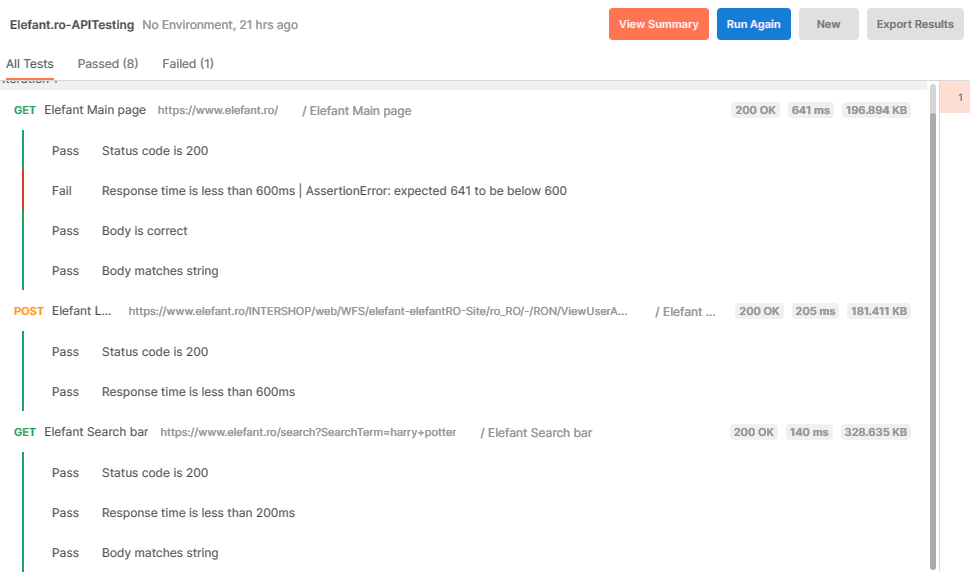 Elefant.ro-APITesting No Environment, 21 hrs ago View Summary Run Again New Export Results
All Tests Passed (8) Failed (1)
Iteration 1
1
GET Elefant Main page https://www.elefant.ro/ / Elefant Main page 200 OK 641 ms 196.894 KB
Pass Status code is 200
Fail Response time is less than 600ms | AssertionError: expected 641 to be below 600
Pass Body is correct
Pass Body matches string
POST Elefant L... https://www.elefant.ro/INTERSHOP/web/WFS/elefant-elefantRO-Site/ro_RO/-/RON/ViewUserA... / Elefant ... 200 OK 205 ms 181.411 KB
Pass Status code is 200
Pass Response time is less than 600ms
GET Elefant Search bar https://www.elefant.ro/search?SearchTerm=harry+potter / Elefant Search bar 200 OK 140 ms 328.635 KB
Pass Status code is 200
Pass Response time is less than 200ms
Pass Body matches string